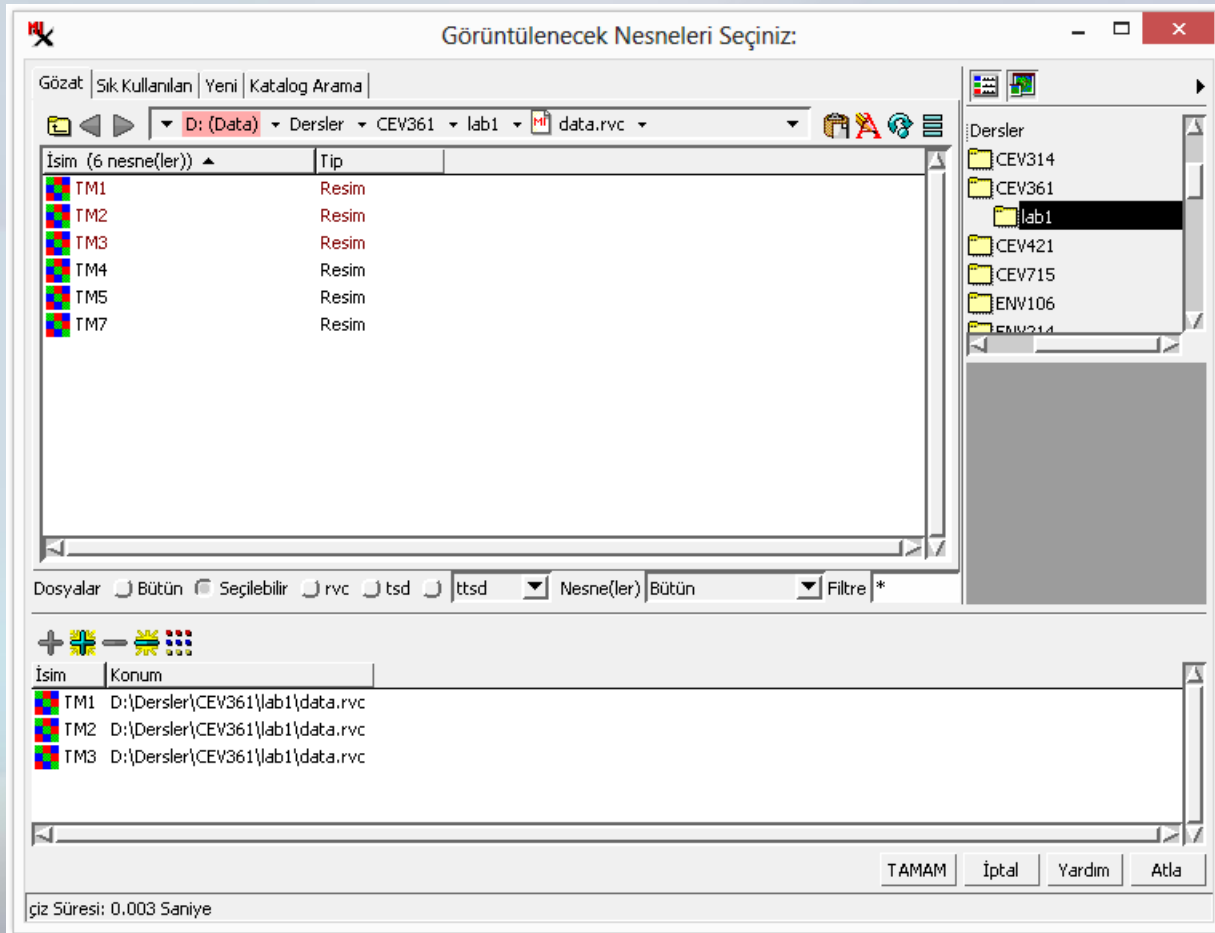 Görüntülenecek Nesneleri Seçiniz:
Gözat Sık Kullanılan Yeni Katalog Arama
D: (Data) Dersler CEV361 lab1 data.rvc
İsim (6 nesne(ler)) Tip
TM1 Resim
TM2 Resim
TM3 Resim
TM4 Resim
TM5 Resim
TM7 Resim
Dersler
CEV314
CEV361
lab1
CEV421
CEV715
ENV106
ENV214
Dosyalar Bütün Seçilebilir rvc tsd ttsd Nesne(ler) Bütün Filtre *
İsim Konum
TM1 D:\Dersler\CEV361\lab1\data.rvc
TM2 D:\Dersler\CEV361\lab1\data.rvc
TM3 D:\Dersler\CEV361\lab1\data.rvc
TAMAM İptal Yardım Atla
çiz Süresi: 0.003 Saniye